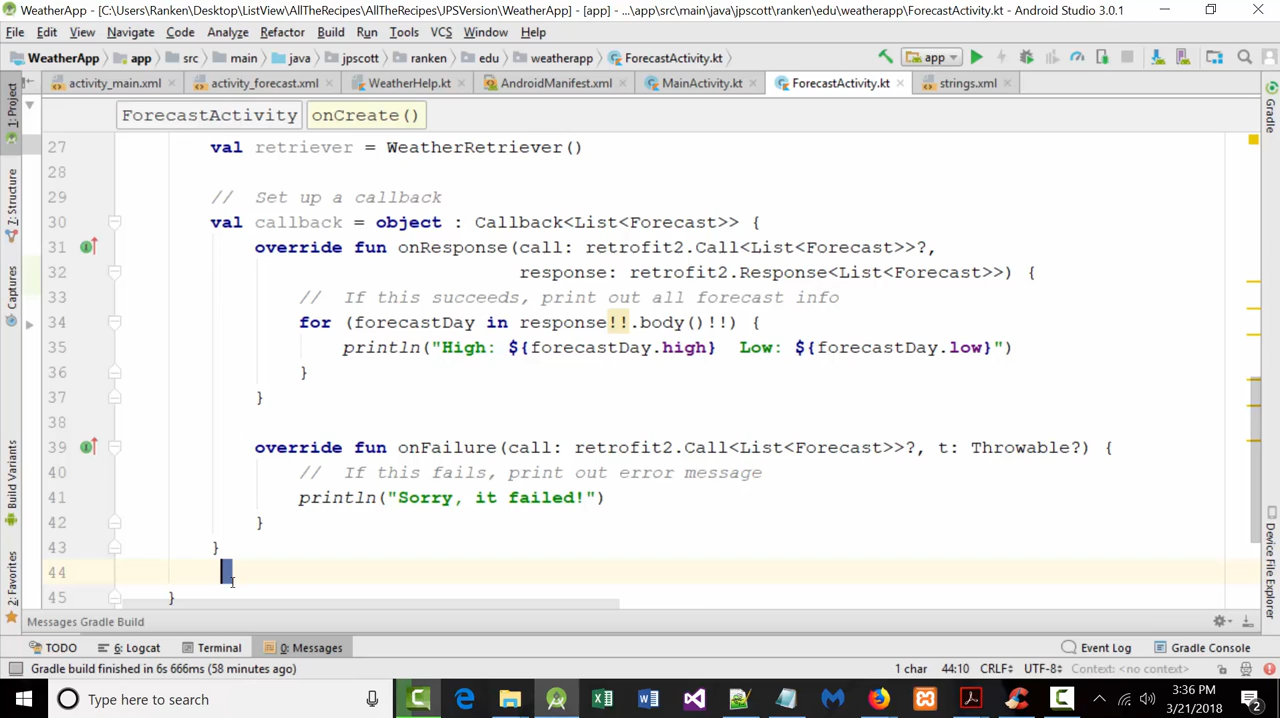 WeatherApp - [C:\Users\Ranken\Desktop\ListView\AllTheRecipes\AllTheRecipes\JPSVersion\WeatherApp] - [app] - ...\app\src\main\java\jpscott\ranken\edu\weatherapp\ForecastActivity.kt - Android Studio 3.0.1
File Edit View Navigate Code Analyze Refactor Build Run Tools VCS Window Help
WeatherApp app src main java jpscott ranken edu weatherapp ForecastActivity.kt app
activity_main.xml activity_forecast.xml WeatherHelp.kt AndroidManifest.xml MainActivity.kt ForecastActivity.kt strings.xml
ForecastActivity onCreate()
27 val retriever = WeatherRetriever()
28
29 // Set up a callback
30 val callback = object : Callback<List<Forecast>> {
31 override fun onResponse(call: retrofit2.Call<List<Forecast>>?,
32 response: retrofit2.Response<List<Forecast>>) {
33 // If this succeeds, print out all forecast info
34 for (forecastDay in response!!.body()!!) {
35 println("High: ${forecastDay.high}  Low: ${forecastDay.low}")
36 }
37 }
38
39 override fun onFailure(call: retrofit2.Call<List<Forecast>>?, t: Throwable?) {
40 // If this fails, print out error message
41 println("Sorry, it failed!")
42 }
43 }
44
45 }
1: Project
7: Structure
Captures
Build Variants
2: Favorites
Gradle
Device File Explorer
Messages Gradle Build
TODO 6: Logcat Terminal 0: Messages Event Log Gradle Console
Gradle build finished in 6s 666ms (58 minutes ago) 1 char 44:10 CRLF UTF-8 Context: <no context>
Type here to search
3:36 PM
3/21/2018
2